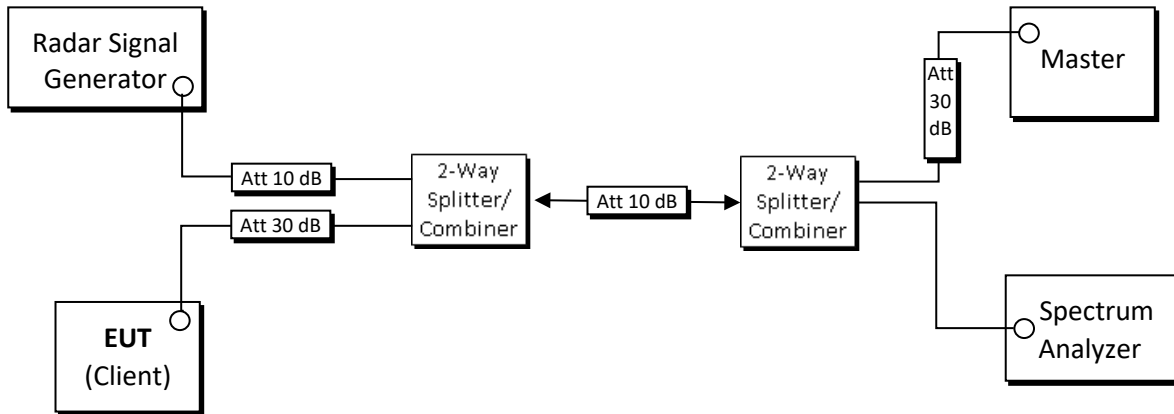 Radar Signal
Generator
Att 10 dB
Att 30 dB
EUT
(Client)
2-Way
Splitter/
Combiner
Att 10 dB
2-Way
Splitter/
Combiner
Att
30
dB
Master
Spectrum
Analyzer